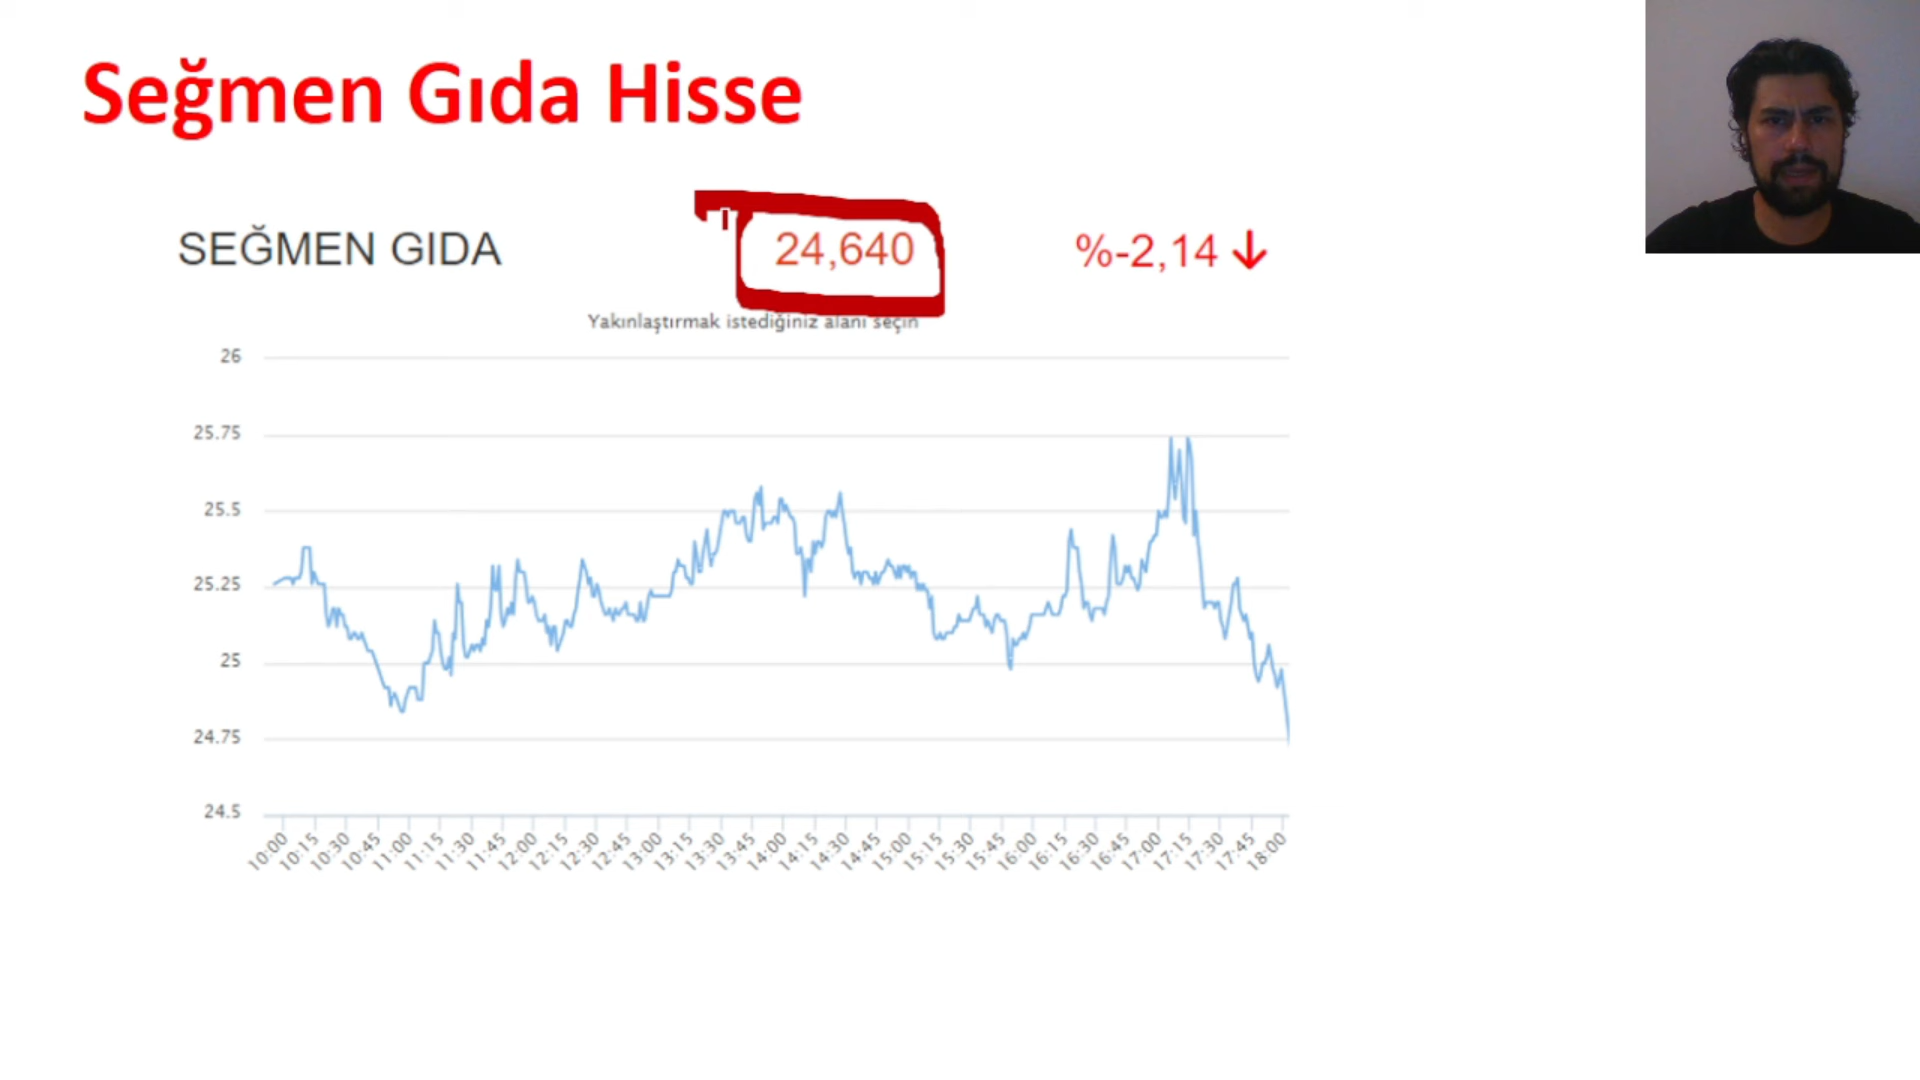 Seğmen Gıda Hisse
SEĞMEN GIDA 24,640 %-2,14
Yakınlaştırmak istediğiniz alanı seçin
26
25.75
25.5
25.25
25
24.75
24.5
10:00 10:15 10:30 10:45 11:00 11:15 11:30 11:45 12:00 12:15 12:30 12:45 13:00 13:15 13:30 13:45 14:00 14:15 14:30 14:45 15:00 15:15 15:30 15:45 16:00 16:15 16:30 16:45 17:00 17:15 17:30 17:45 18:00